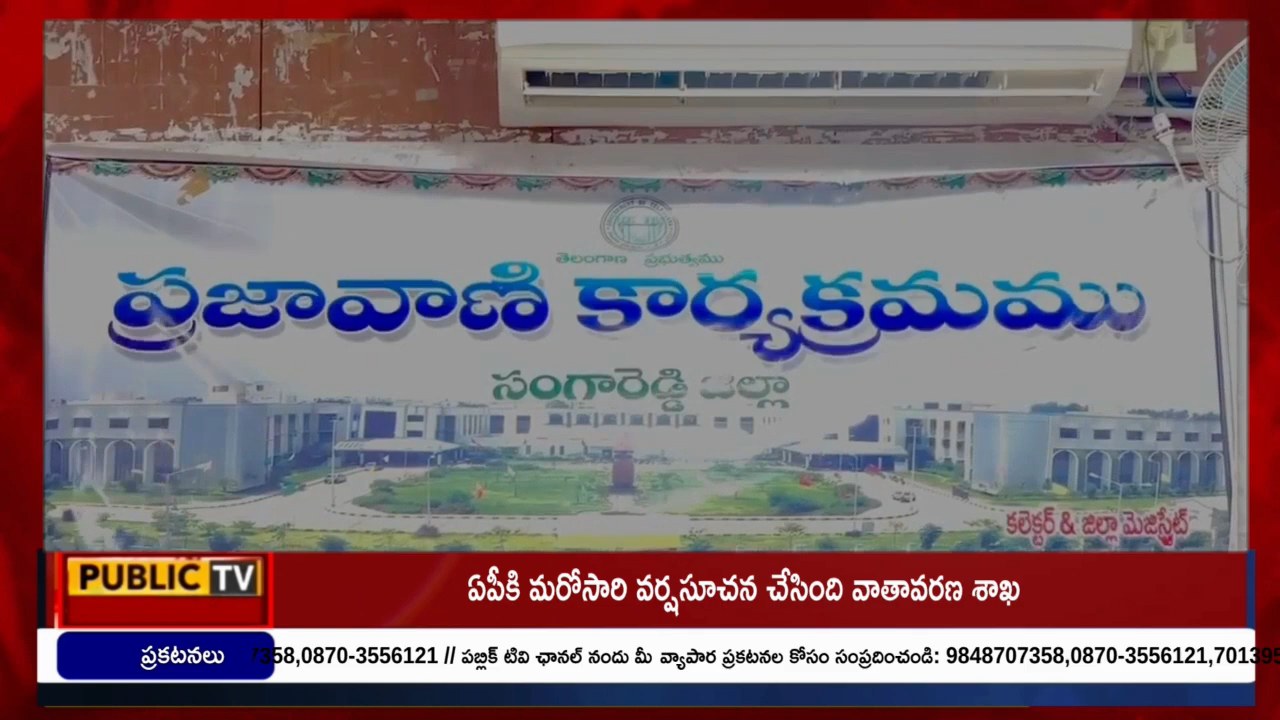 తెలంగాణ ప్రభుత్వము
ప్రజావాణి కార్యక్రమము
సంగారెడ్డి జిల్లా
కలెక్టర్ & జిల్లా మెజిస్ట్రేట్
PUBLIC TV
ఏపీకి మరోసారి వర్షసూచన చేసింది వాతావరణ శాఖ
ప్రకటనలు
7358,0870-3556121 // పబ్లిక్ టివి ఛానల్ నందు మీ వ్యాపార ప్రకటనల కోసం సంప్రదించండి: 9848707358,0870-3556121,701395